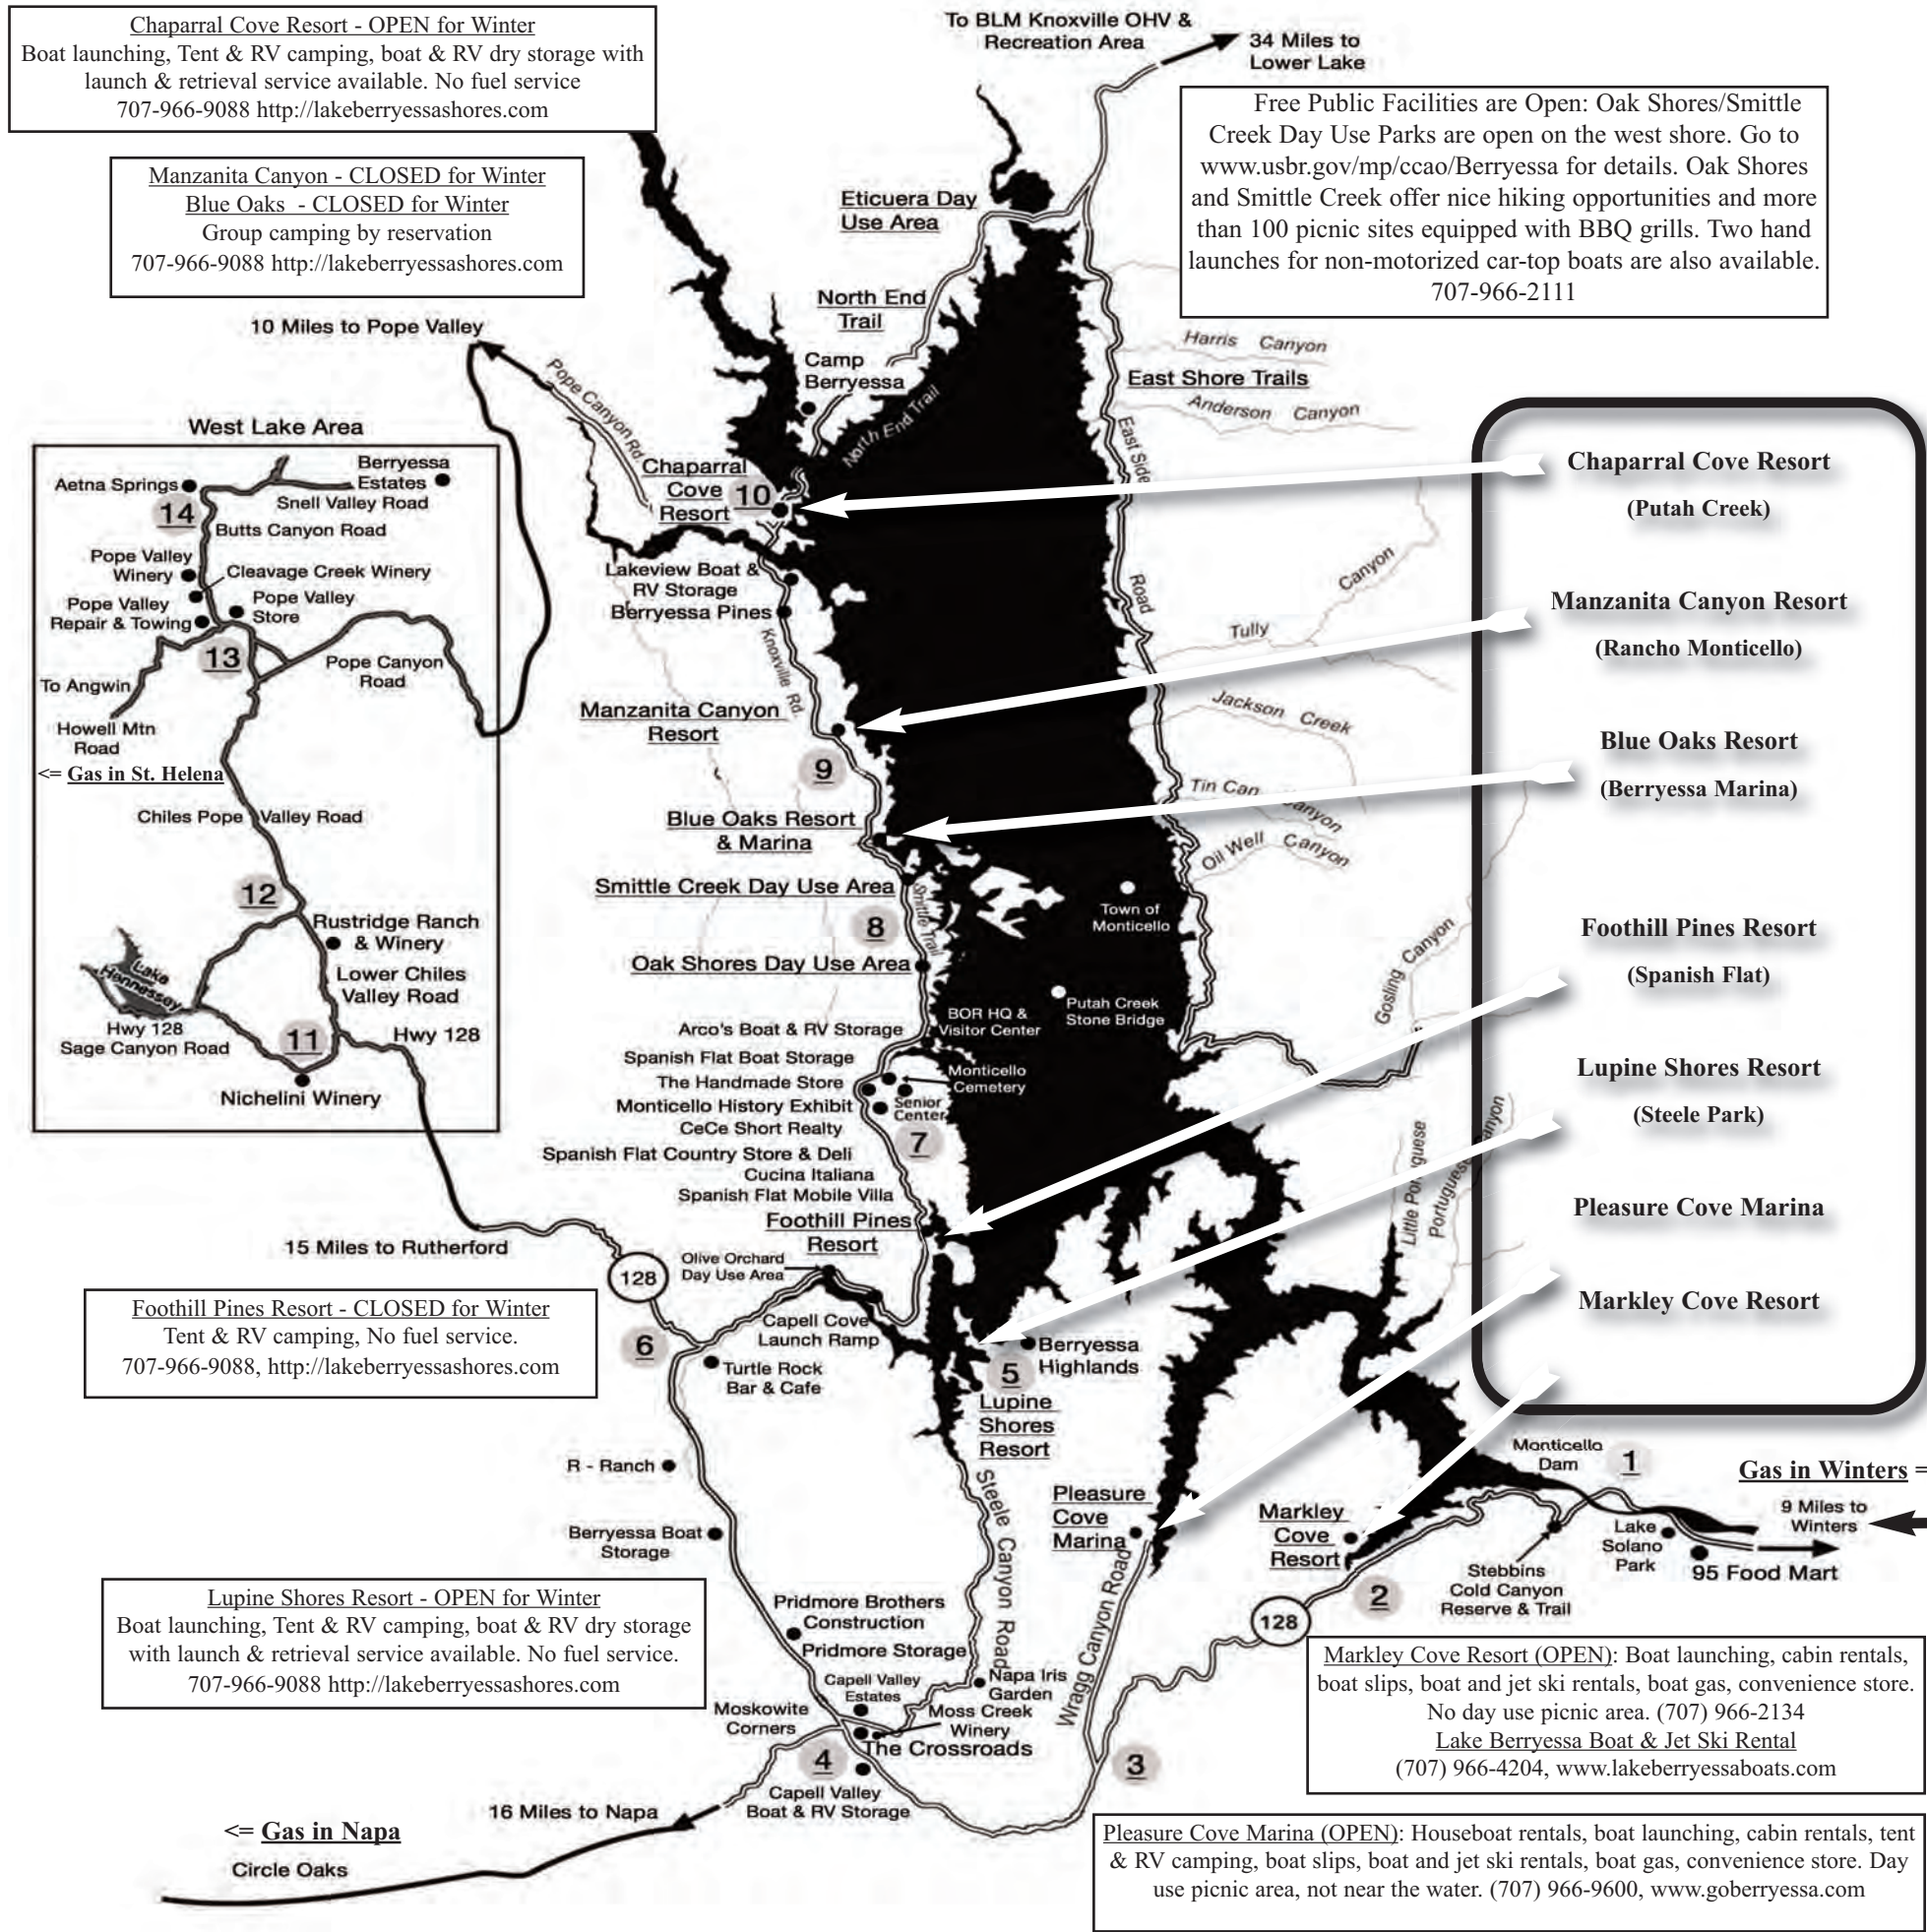 Chaparral Cove Resort - OPEN for Winter
Boat launching, Tent & RV camping, boat & RV dry storage with
launch & retrieval service available. No fuel service
707-966-9088 http://lakeberryessashores.com
Manzanita Canyon - CLOSED for Winter
Blue Oaks - CLOSED for Winter
Group camping by reservation
707-966-9088 http://lakeberryessashores.com
To BLM Knoxville OHV &
Recreation Area
34 Miles to
Lower Lake
Free Public Facilities are Open: Oak Shores/Smittle
Creek Day Use Parks are open on the west shore. Go to
www.usbr.gov/mp/ccao/Berryessa for details. Oak Shores
and Smittle Creek offer nice hiking opportunities and more
than 100 picnic sites equipped with BBQ grills. Two hand
launches for non-motorized car-top boats are also available.
707-966-2111
Eticuera Day
Use Area
North End
Trail
Camp
Berryessa
North End Trail
10 Miles to Pope Valley
Pope Canyon Rd.
Harris Canyon
East Shore Trails
Anderson Canyon
East Side
Road
Canyon
Tully
Jackson Creek
Tin Can Canyon
Oil Well Canyon
Gosling Canyon
Little Portuguese
Portuguese Canyon
West Lake Area
Aetna Springs
Berryessa
Estates
Snell Valley Road
14
Butts Canyon Road
Pope Valley
Winery
Cleavage Creek Winery
Pope Valley
Repair & Towing
Pope Valley
Store
13
To Angwin
Pope Canyon
Road
Howell Mtn
Road
<= Gas in St. Helena
Chiles Pope Valley Road
12
Rustridge Ranch
& Winery
Lake
Hennessey
Lower Chiles
Valley Road
Hwy 128
Sage Canyon Road
11
Hwy 128
Nichelini Winery
Chaparral
Cove
Resort
10
Lakeview Boat &
RV Storage
Berryessa Pines
Knoxville Rd.
Manzanita Canyon
Resort
9
Blue Oaks Resort
& Marina
Smittle Creek Day Use Area
Smittle Trail
8
Oak Shores Day Use Area
Town of
Monticello
Putah Creek
Stone Bridge
BOR HQ &
Visitor Center
Arco's Boat & RV Storage
Spanish Flat Boat Storage
The Handmade Store
Monticello
Cemetery
Monticello History Exhibit
Senior
Center
CeCe Short Realty
7
Spanish Flat Country Store & Deli
Cucina Italiana
Spanish Flat Mobile Villa
Foothill Pines
Resort
Olive Orchard
Day Use Area
15 Miles to Rutherford
128
Capell Cove
Launch Ramp
6
Turtle Rock
Bar & Cafe
Berryessa
Highlands
5
Lupine
Shores
Resort
Chaparral Cove Resort
(Putah Creek)
Manzanita Canyon Resort
(Rancho Monticello)
Blue Oaks Resort
(Berryessa Marina)
Foothill Pines Resort
(Spanish Flat)
Lupine Shores Resort
(Steele Park)
Pleasure Cove Marina
Markley Cove Resort
Foothill Pines Resort - CLOSED for Winter
Tent & RV camping, No fuel service.
707-966-9088, http://lakeberryessashores.com
R - Ranch
Berryessa Boat
Storage
Steele Canyon Road
Pleasure
Cove
Marina
Wragg Canyon Road
Markley
Cove
Resort
Monticello
Dam
1
Gas in Winters =
9 Miles to
Winters
Lake
Solano
Park
95 Food Mart
Stebbins
Cold Canyon
Reserve & Trail
2
128
Lupine Shores Resort - OPEN for Winter
Boat launching, Tent & RV camping, boat & RV dry storage
with launch & retrieval service available. No fuel service.
707-966-9088 http://lakeberryessashores.com
Pridmore Brothers
Construction
Pridmore Storage
Capell Valley
Estates
Napa Iris
Garden
Moskowite
Corners
Moss Creek
Winery
The Crossroads
4
3
Capell Valley
Boat & RV Storage
16 Miles to Napa
<= Gas in Napa
Circle Oaks
Markley Cove Resort (OPEN): Boat launching, cabin rentals,
boat slips, boat and jet ski rentals, boat gas, convenience store.
No day use picnic area. (707) 966-2134
Lake Berryessa Boat & Jet Ski Rental
(707) 966-4204, www.lakeberryessaboats.com
Pleasure Cove Marina (OPEN): Houseboat rentals, boat launching, cabin rentals, tent
& RV camping, boat slips, boat and jet ski rentals, boat gas, convenience store. Day
use picnic area, not near the water. (707) 966-9600, www.goberryessa.com